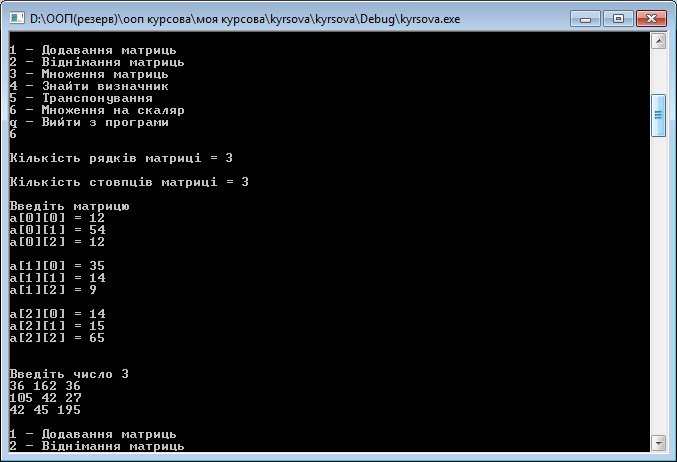 D:\ООП(резерв)\ооп курсова\моя курсова\kyrsova\kyrsova\Debug\kyrsova.exe
1 - Додавання матриць
2 - Віднімання матриць
3 - Множення матриць
4 - Знайти визначник
5 - Транспонування
6 - Множення на скаляр
q - Вийти з програми
6
Кількість рядків матриці = 3
Кількість стовпців матриці = 3
Введіть матрицю
a[0][0] = 12
a[0][1] = 54
a[0][2] = 12
a[1][0] = 35
a[1][1] = 14
a[1][2] = 9
a[2][0] = 14
a[2][1] = 15
a[2][2] = 65
Введіть число 3
36 162 36
105 42 27
42 45 195
1 - Додавання матриць
2 - Віднімання матриць